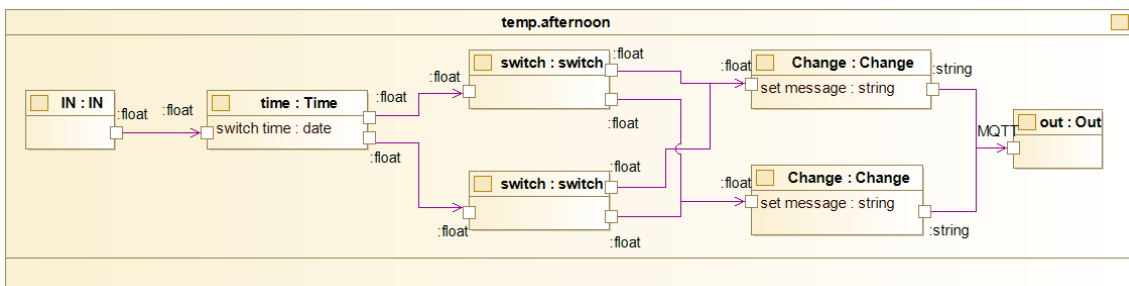 temp.afternoon
IN : IN
:float
:float
time : Time
switch time : date
:float
:float
:float
switch : switch
:float
:float
:float
switch : switch
:float
:float
:float
Change : Change
set message : string
:string
:float
Change : Change
set message : string
:string
MQTT
out : Out